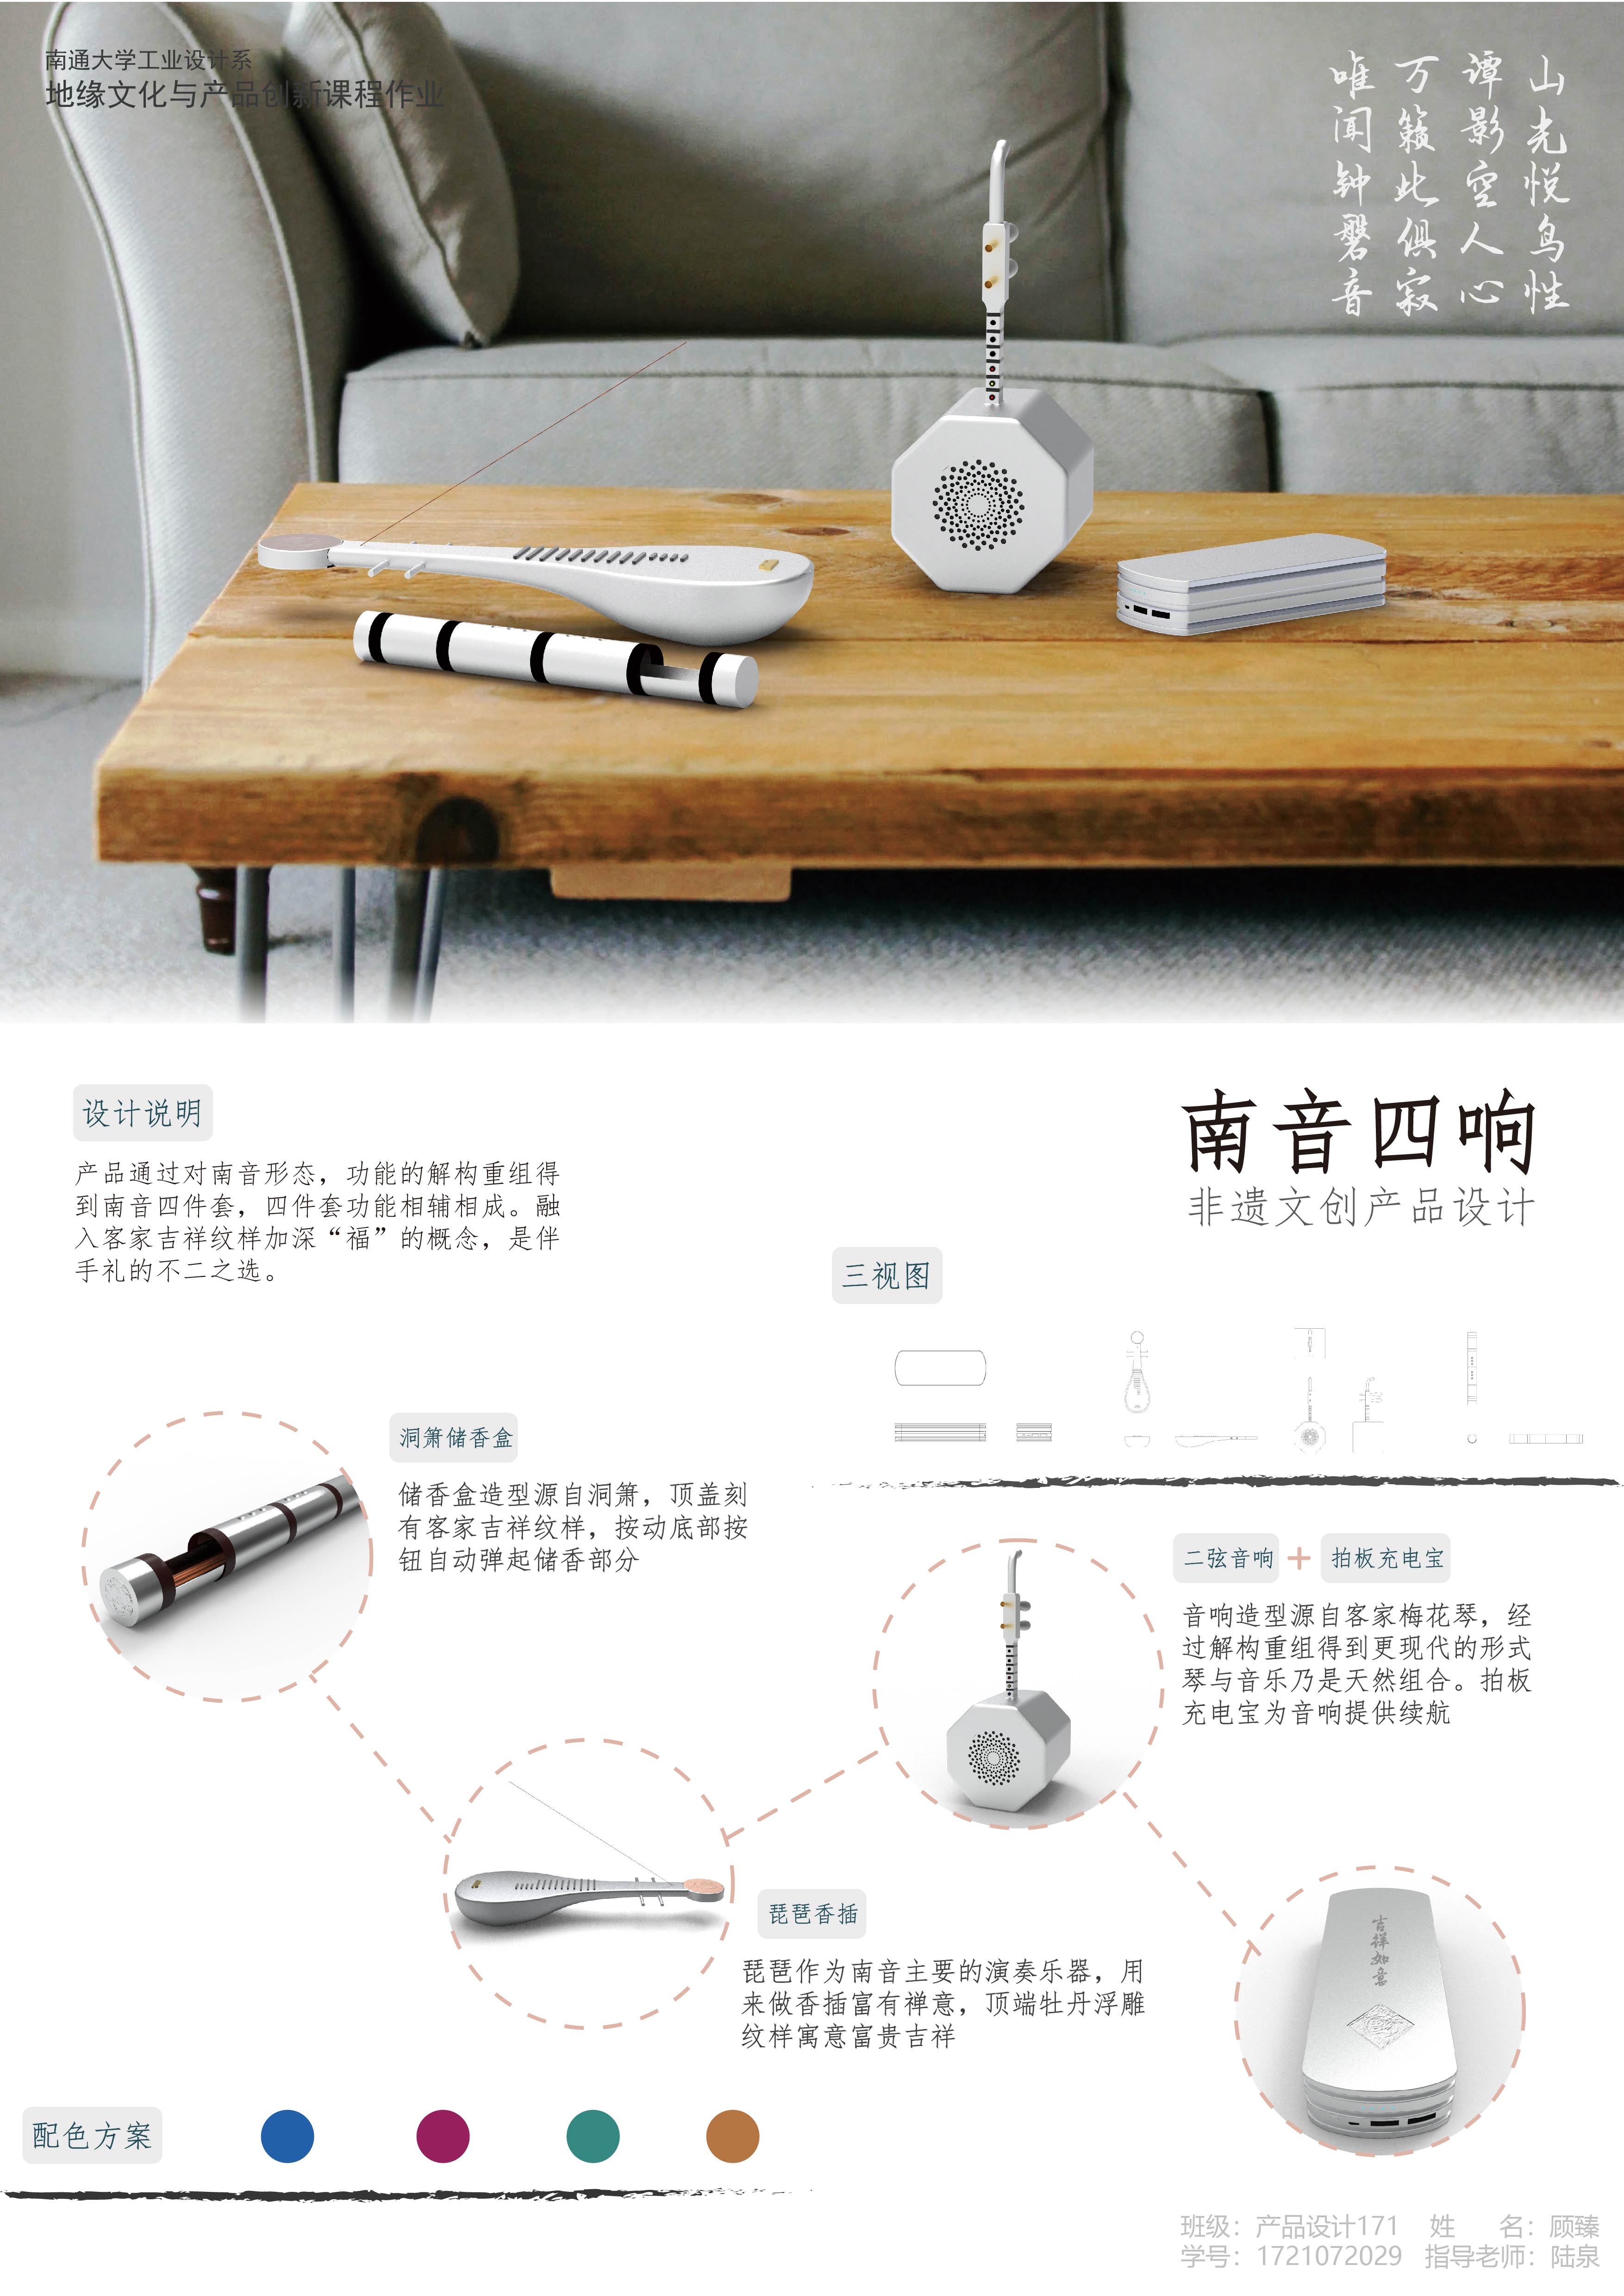 南通大学工业设计系
地缘文化与产品创新课程作业
山光悦鸟性
谭影空人心
万籁此俱寂
唯闻钟磬音
设计说明
产品通过对南音形态，功能的解构重组得
到南音四件套，四件套功能相辅相成。融
入客家吉祥纹样加深“福”的概念，是伴
手礼的不二之选。
南音四响
非遗文创产品设计
三视图
洞箫储香盒
储香盒造型源自洞箫，顶盖刻
有客家吉祥纹样，按动底部按
钮自动弹起储香部分
二弦音响＋拍板充电宝
音响造型源自客家梅花琴，经
过解构重组得到更现代的形式
琴与音乐乃是天然组合。拍板
充电宝为音响提供续航
琵琶香插
琵琶作为南音主要的演奏乐器，用
来做香插富有禅意，顶端牡丹浮雕
纹样寓意富贵吉祥
吉祥如意
配色方案
班级：产品设计171 姓 名：顾臻
学号：1721072029 指导老师：陆泉